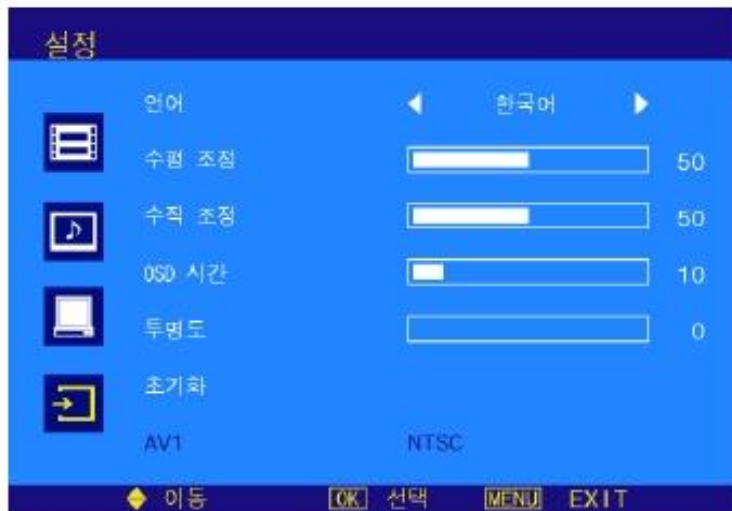 설정
언어 한국어
수평 조정 50
수직 조정 50
OSD 시간 10
투명도 0
초기화
AV1 NTSC
이동 OK 선택 MENU EXIT